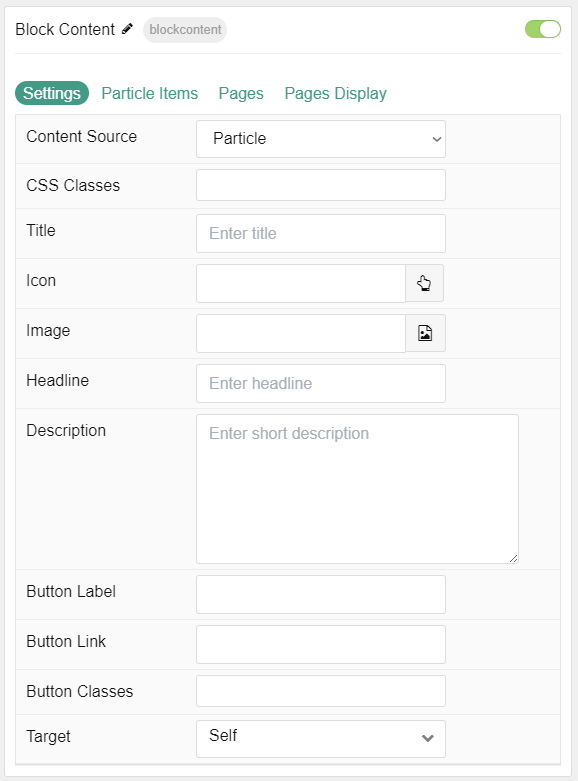 Block Content blockcontent
Settings Particle Items Pages Pages Display
Content Source Particle
CSS Classes
Title Enter title
Icon
Image
Headline Enter headline
Description Enter short description
Button Label
Button Link
Button Classes
Target Self